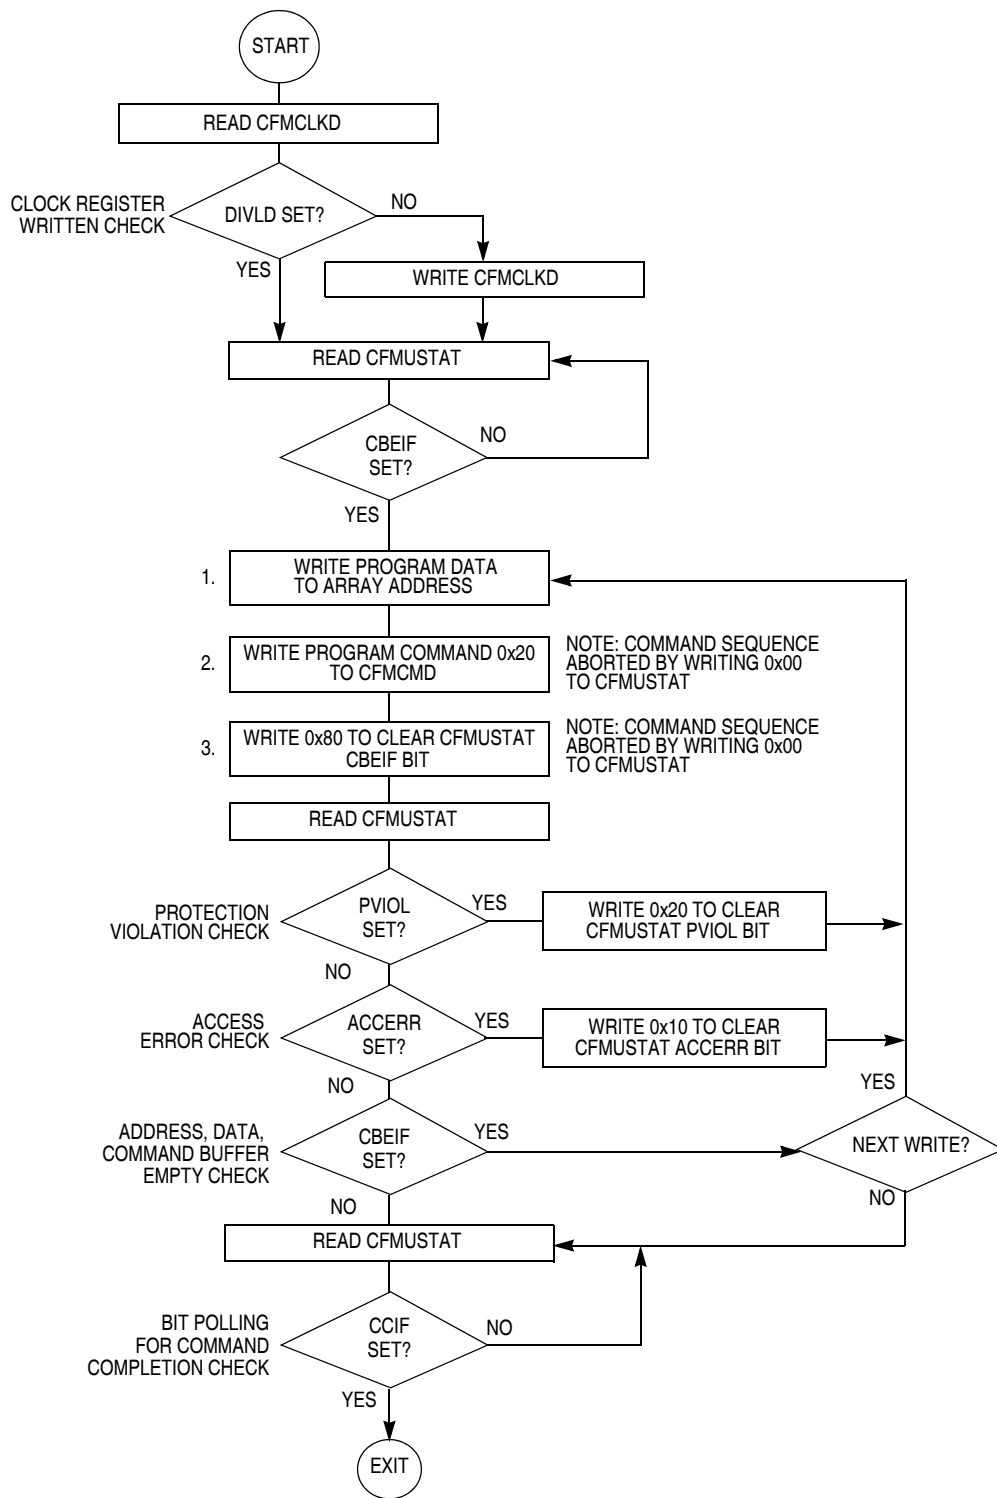 START
READ CFMCLKD
CLOCK REGISTER
WRITTEN CHECK
DIVLD SET?
NO
YES
WRITE CFMCLKD
READ CFMUSTAT
CBEIF
SET?
NO
YES
1.
WRITE PROGRAM DATA
TO ARRAY ADDRESS
2.
WRITE PROGRAM COMMAND 0x20
TO CFMCMD
NOTE: COMMAND SEQUENCE
ABORTED BY WRITING 0x00
TO CFMUSTAT
3.
WRITE 0x80 TO CLEAR CFMUSTAT
CBEIF BIT
NOTE: COMMAND SEQUENCE
ABORTED BY WRITING 0x00
TO CFMUSTAT
READ CFMUSTAT
PROTECTION
VIOLATION CHECK
PVIOL
SET?
YES
WRITE 0x20 TO CLEAR
CFMUSTAT PVIOL BIT
NO
ACCESS
ERROR CHECK
ACCERR
SET?
YES
WRITE 0x10 TO CLEAR
CFMUSTAT ACCERR BIT
NO
YES
ADDRESS, DATA,
COMMAND BUFFER
EMPTY CHECK
CBEIF
SET?
YES
NEXT WRITE?
NO
NO
READ CFMUSTAT
BIT POLLING
FOR COMMAND
COMPLETION CHECK
CCIF
SET?
NO
YES
EXIT